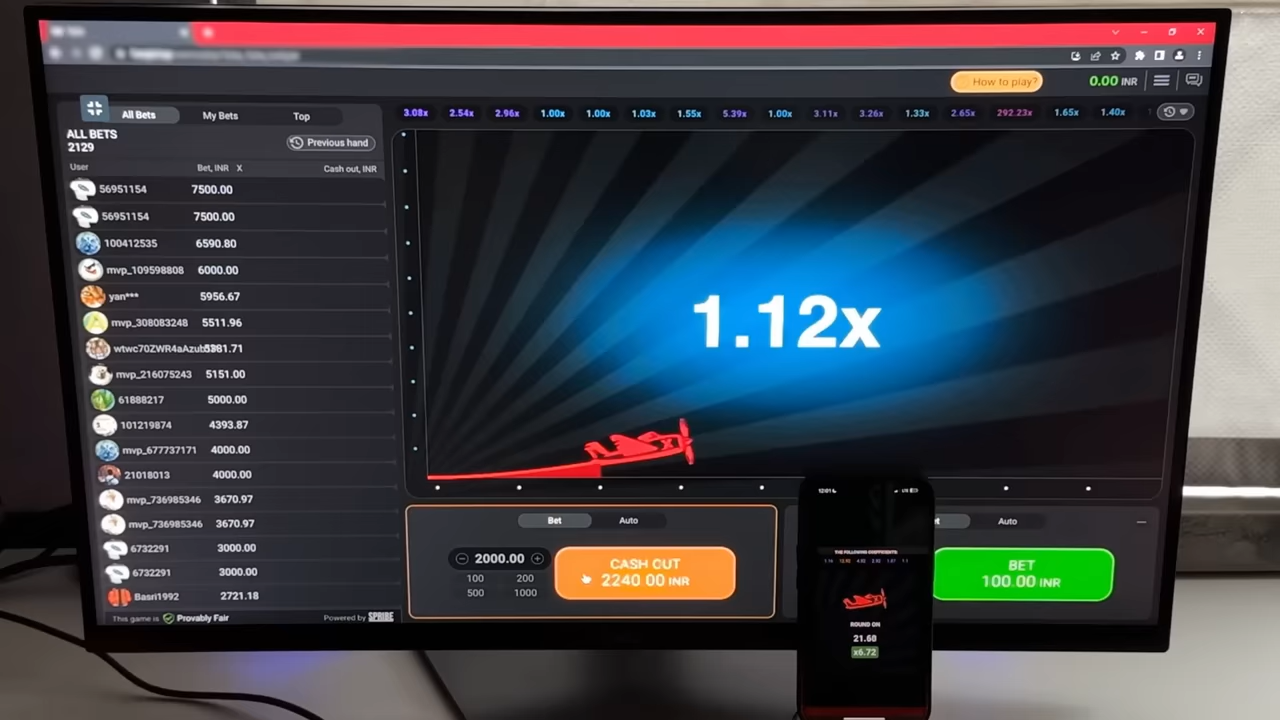 How to play?
0.00 INR
All Bets My Bets Top
3.08x 2.54x 2.96x 1.00x 1.00x 1.03x 1.55x 5.39x 1.00x 3.11x 3.26x 1.33x 2.65x 292.23x 1.65x 1.40x
ALL BETS
2129
Previous hand
User Bet, INR X Cash out, INR
56951154 7500.00
56951154 7500.00
100412535 6590.80
mvp_109598808 6000.00
yan*** 5956.67
mvp_308083248 5511.96
mvp_216075243 5151.00
61888217 5000.00
101219874 4393.87
mvp_677737171 4000.00
21018013 4000.00
mvp_736985346 3670.97
mvp_736985346 3670.97
6732291 3000.00
6732291 3000.00
Basri1992 2721.18
This game is Provably Fair Powered by SPRIBE
1.12x
Bet Auto
2000.00
100 200
500 1000
CASH OUT
2240.00 INR
Auto
BET
100.00 INR
12:01
THE FOLLOWING COEFFICIENTS:
ROUND ON
21.60
x6.72